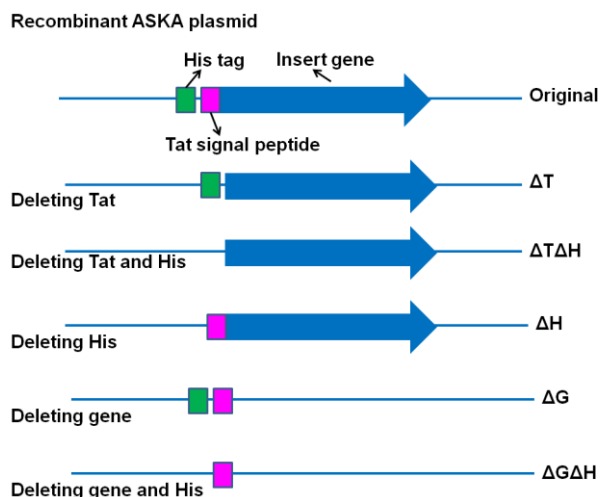 Recombinant ASKA plasmid
His tag
Insert gene
Original
Tat signal peptide
ΔT
Deleting Tat
ΔTΔH
Deleting Tat and His
ΔH
Deleting His
ΔG
Deleting gene
ΔGΔH
Deleting gene and His